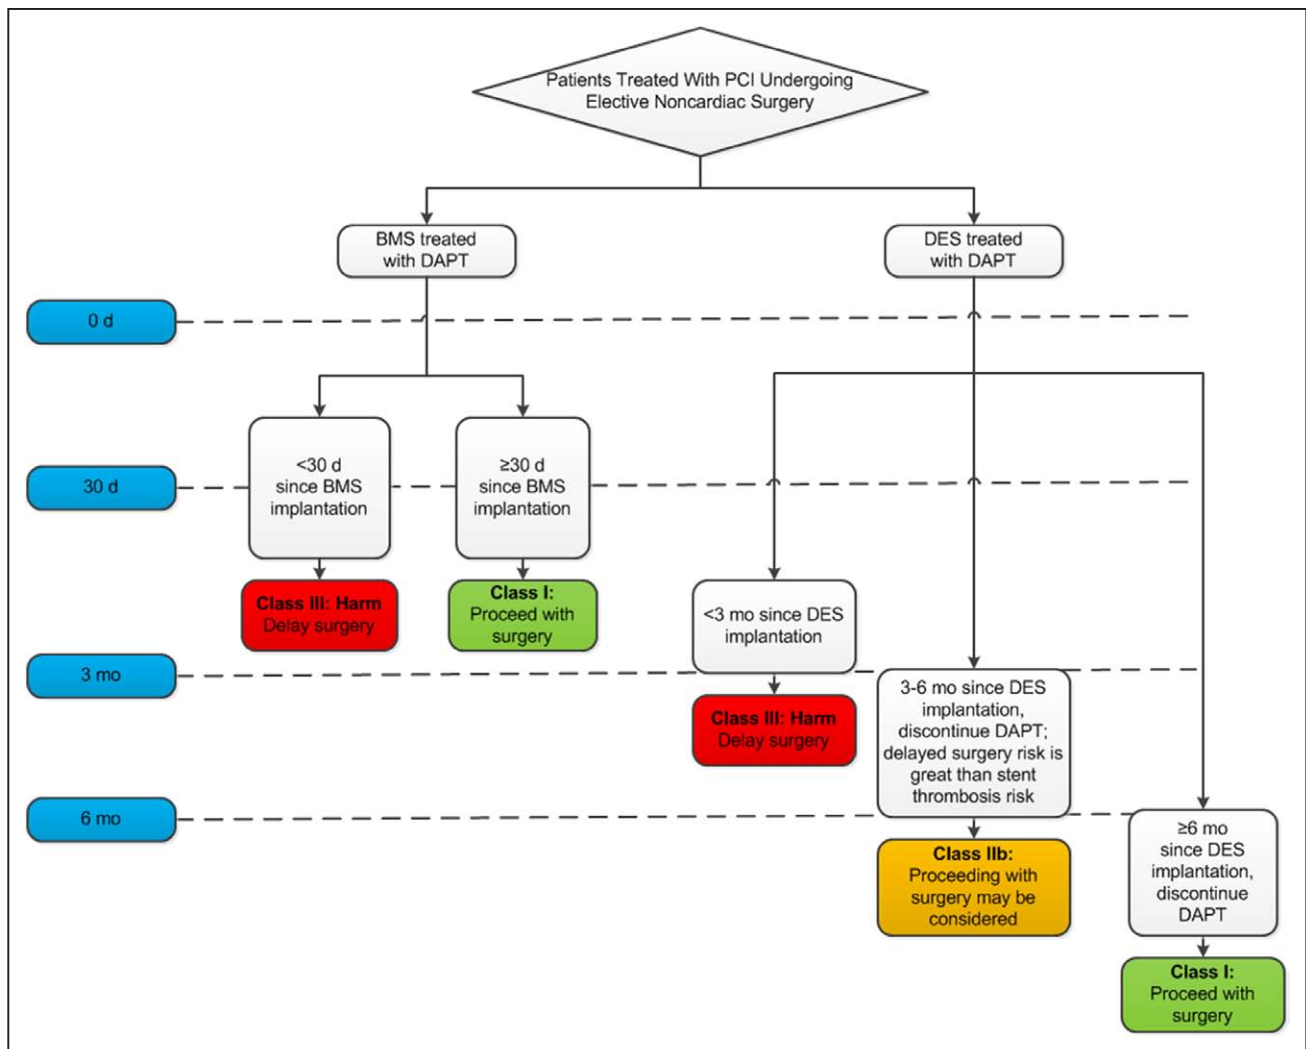 Patients Treated With PCI Undergoing
Elective Noncardiac Surgery
BMS treated
with DAPT
DES treated
with DAPT
0 d
<30 d
since BMS
implantation
≥30 d
since BMS
implantation
30 d
Class III: Harm
Delay surgery
Class I:
Proceed with
surgery
<3 mo since DES
implantation
3 mo
Class III: Harm
Delay surgery
3-6 mo since DES
implantation,
discontinue DAPT;
delayed surgery risk is
great than stent
thrombosis risk
6 mo
Class IIb:
Proceeding with
surgery may be
considered
≥6 mo
since DES
implantation,
discontinue
DAPT
Class I:
Proceed with
surgery